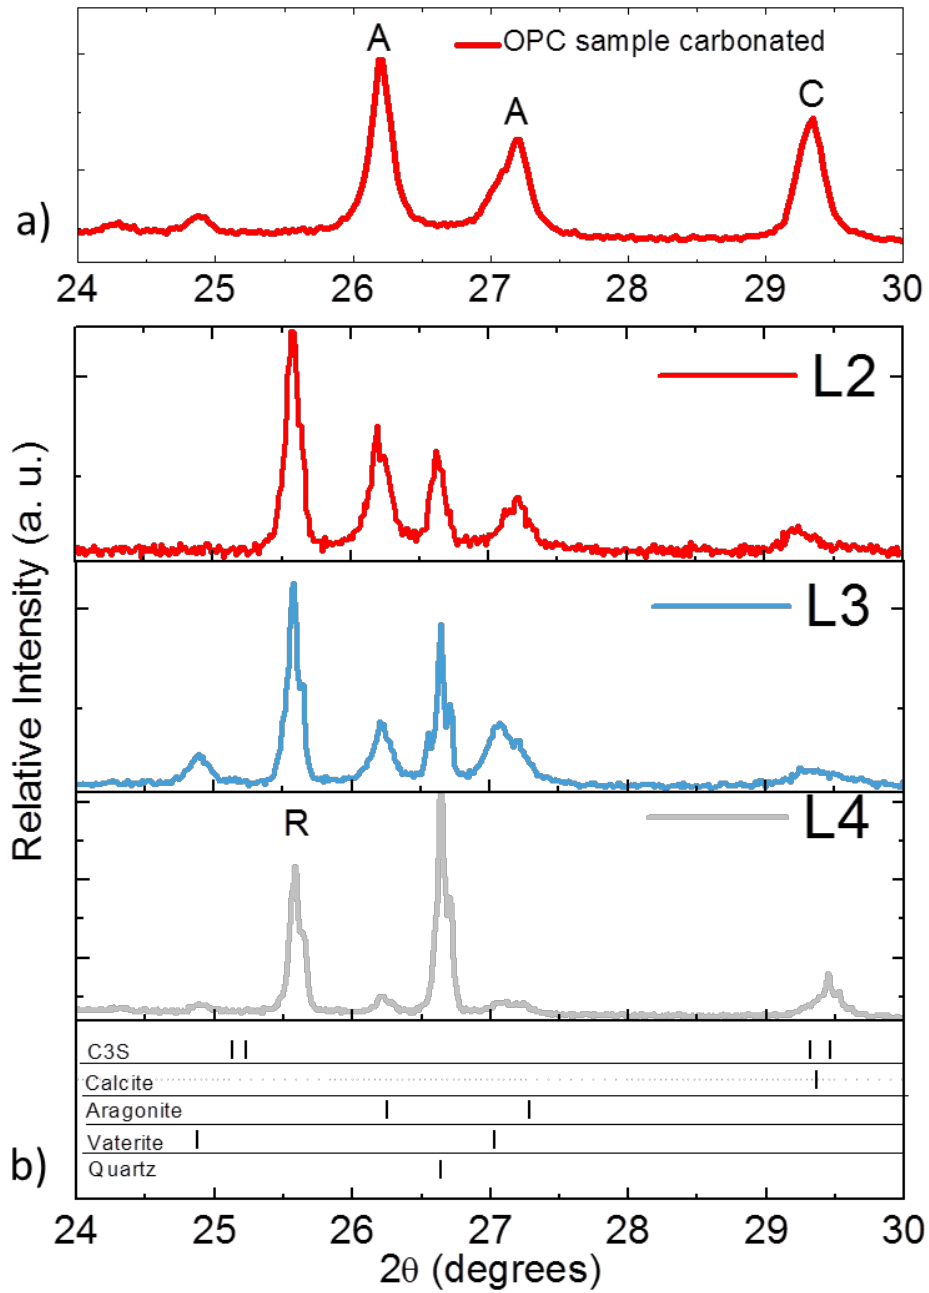 A
OPC sample carbonated
A
C
a)
24 25 26 27 28 29 30
L2
L3
R
L4
Relative Intensity (a. u.)
C3S
Calcite
Aragonite
Vaterite
b)
Quartz
24 25 26 27 28 29 30
2θ (degrees)